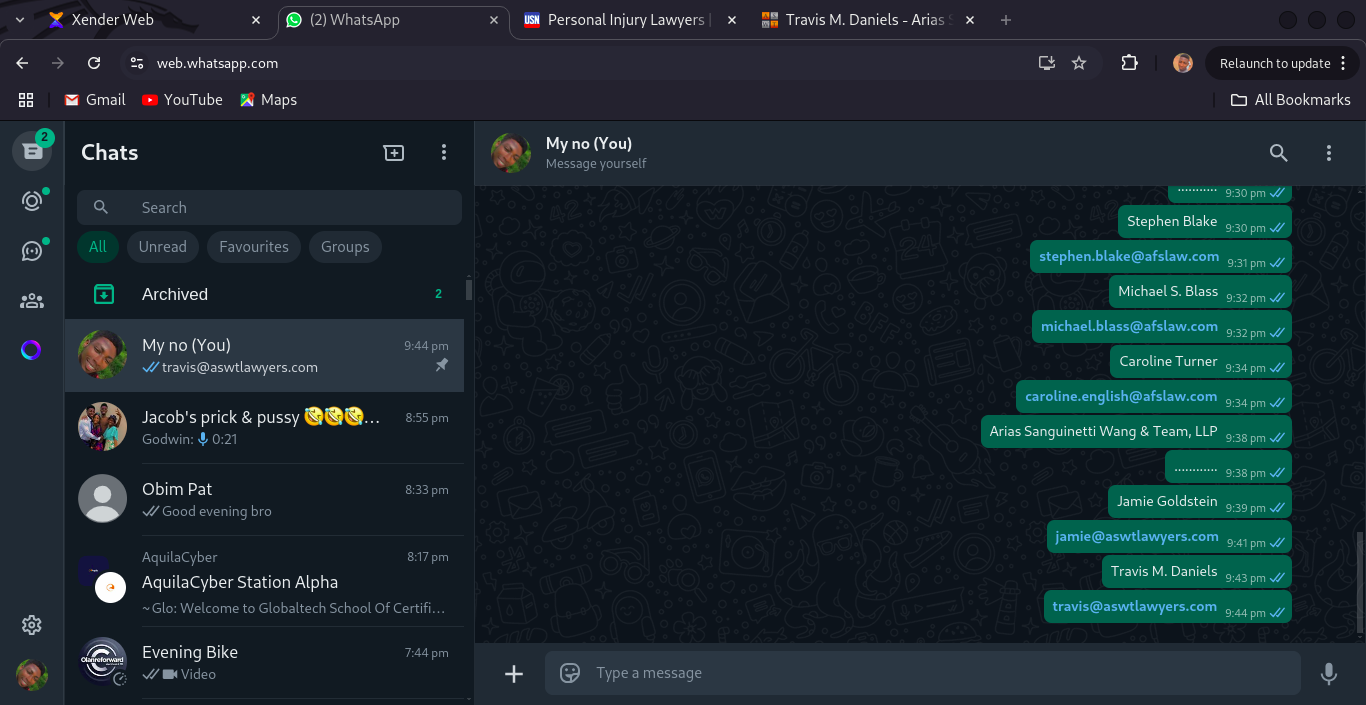 Xender Web
(2) WhatsApp
USN
Personal Injury Lawyers |
Travis M. Daniels - Arias S
web.whatsapp.com
Relaunch to update
Gmail
YouTube
Maps
All Bookmarks
2
Chats
Search
All
Unread
Favourites
Groups
Archived
2
My no (You)
9:44 pm
travis@aswtlawyers.com
Jacob's prick & pussy 🤣🤣🤣...
8:55 pm
Godwin: 0:21
Obim Pat
8:33 pm
Good evening bro
AquilaCyber
8:17 pm
AquilaCyber Station Alpha
~Glo: Welcome to Globaltech School Of Certifi...
Evening Bike
7:44 pm
Video
My no (You)
Message yourself
............ 9:30 pm
Stephen Blake 9:30 pm
stephen.blake@afslaw.com 9:31 pm
Michael S. Blass 9:32 pm
michael.blass@afslaw.com 9:32 pm
Caroline Turner 9:34 pm
caroline.english@afslaw.com 9:34 pm
Arias Sanguinetti Wang & Team, LLP 9:38 pm
............ 9:38 pm
Jamie Goldstein 9:39 pm
jamie@aswtlawyers.com 9:41 pm
Travis M. Daniels 9:43 pm
travis@aswtlawyers.com 9:44 pm
Type a message